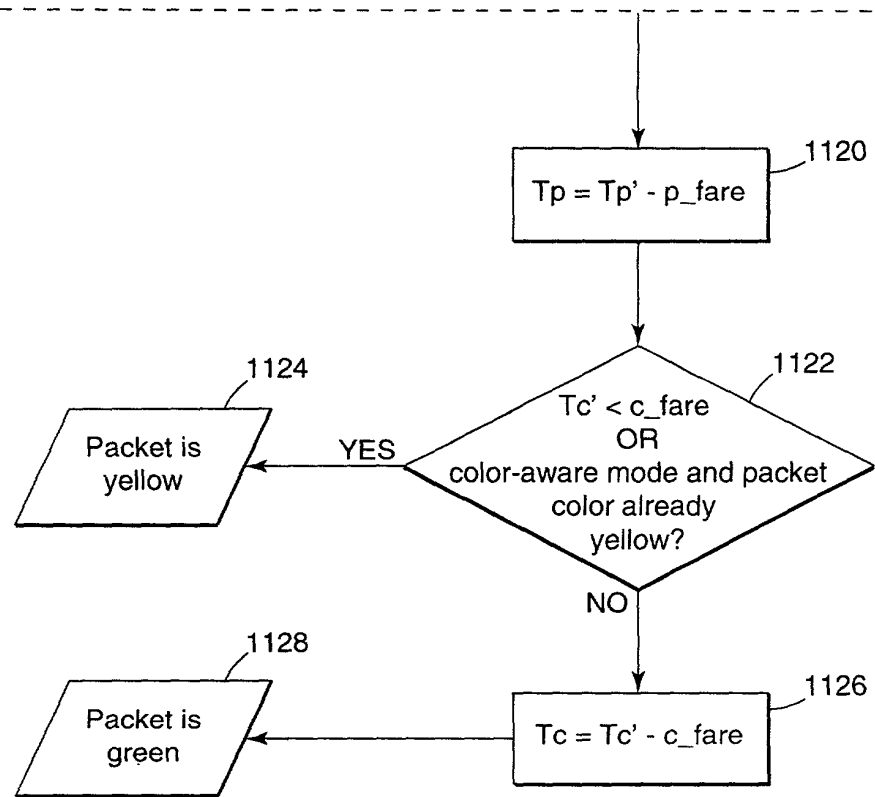 1120
Tp = Tp' - p_fare
1122
Tc' < c_fare
OR
color-aware mode and packet
color already
yellow?
YES
1124
Packet is
yellow
NO
1126
Tc = Tc' - c_fare
1128
Packet is
green